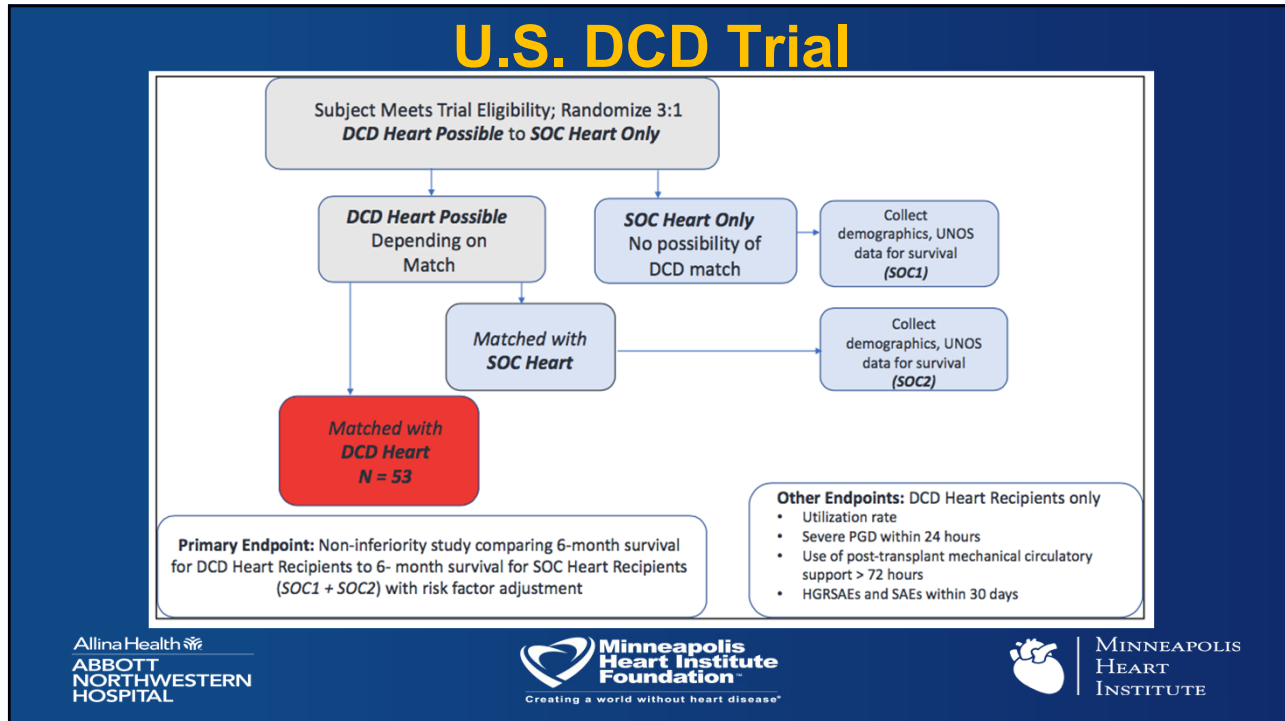 U.S. DCD Trial
Subject Meets Trial Eligibility; Randomize 3:1
DCD Heart Possible to SOC Heart Only
DCD Heart Possible
Depending on
Match
SOC Heart Only
No possibility of
DCD match
Collect
demographics, UNOS
data for survival
(SOC1)
Matched with
SOC Heart
Collect
demographics, UNOS
data for survival
(SOC2)
Matched with
DCD Heart
N = 53
Primary Endpoint: Non-inferiority study comparing 6-month survival
for DCD Heart Recipients to 6- month survival for SOC Heart Recipients
(SOC1 + SOC2) with risk factor adjustment
Other Endpoints: DCD Heart Recipients only
• Utilization rate
• Severe PGD within 24 hours
• Use of post-transplant mechanical circulatory
support > 72 hours
• HGRSAEs and SAEs within 30 days
Allina Health
ABBOTT
NORTHWESTERN
HOSPITAL
Minneapolis
Heart Institute
Foundation™
Creating a world without heart disease®
MINNEAPOLIS
HEART
INSTITUTE